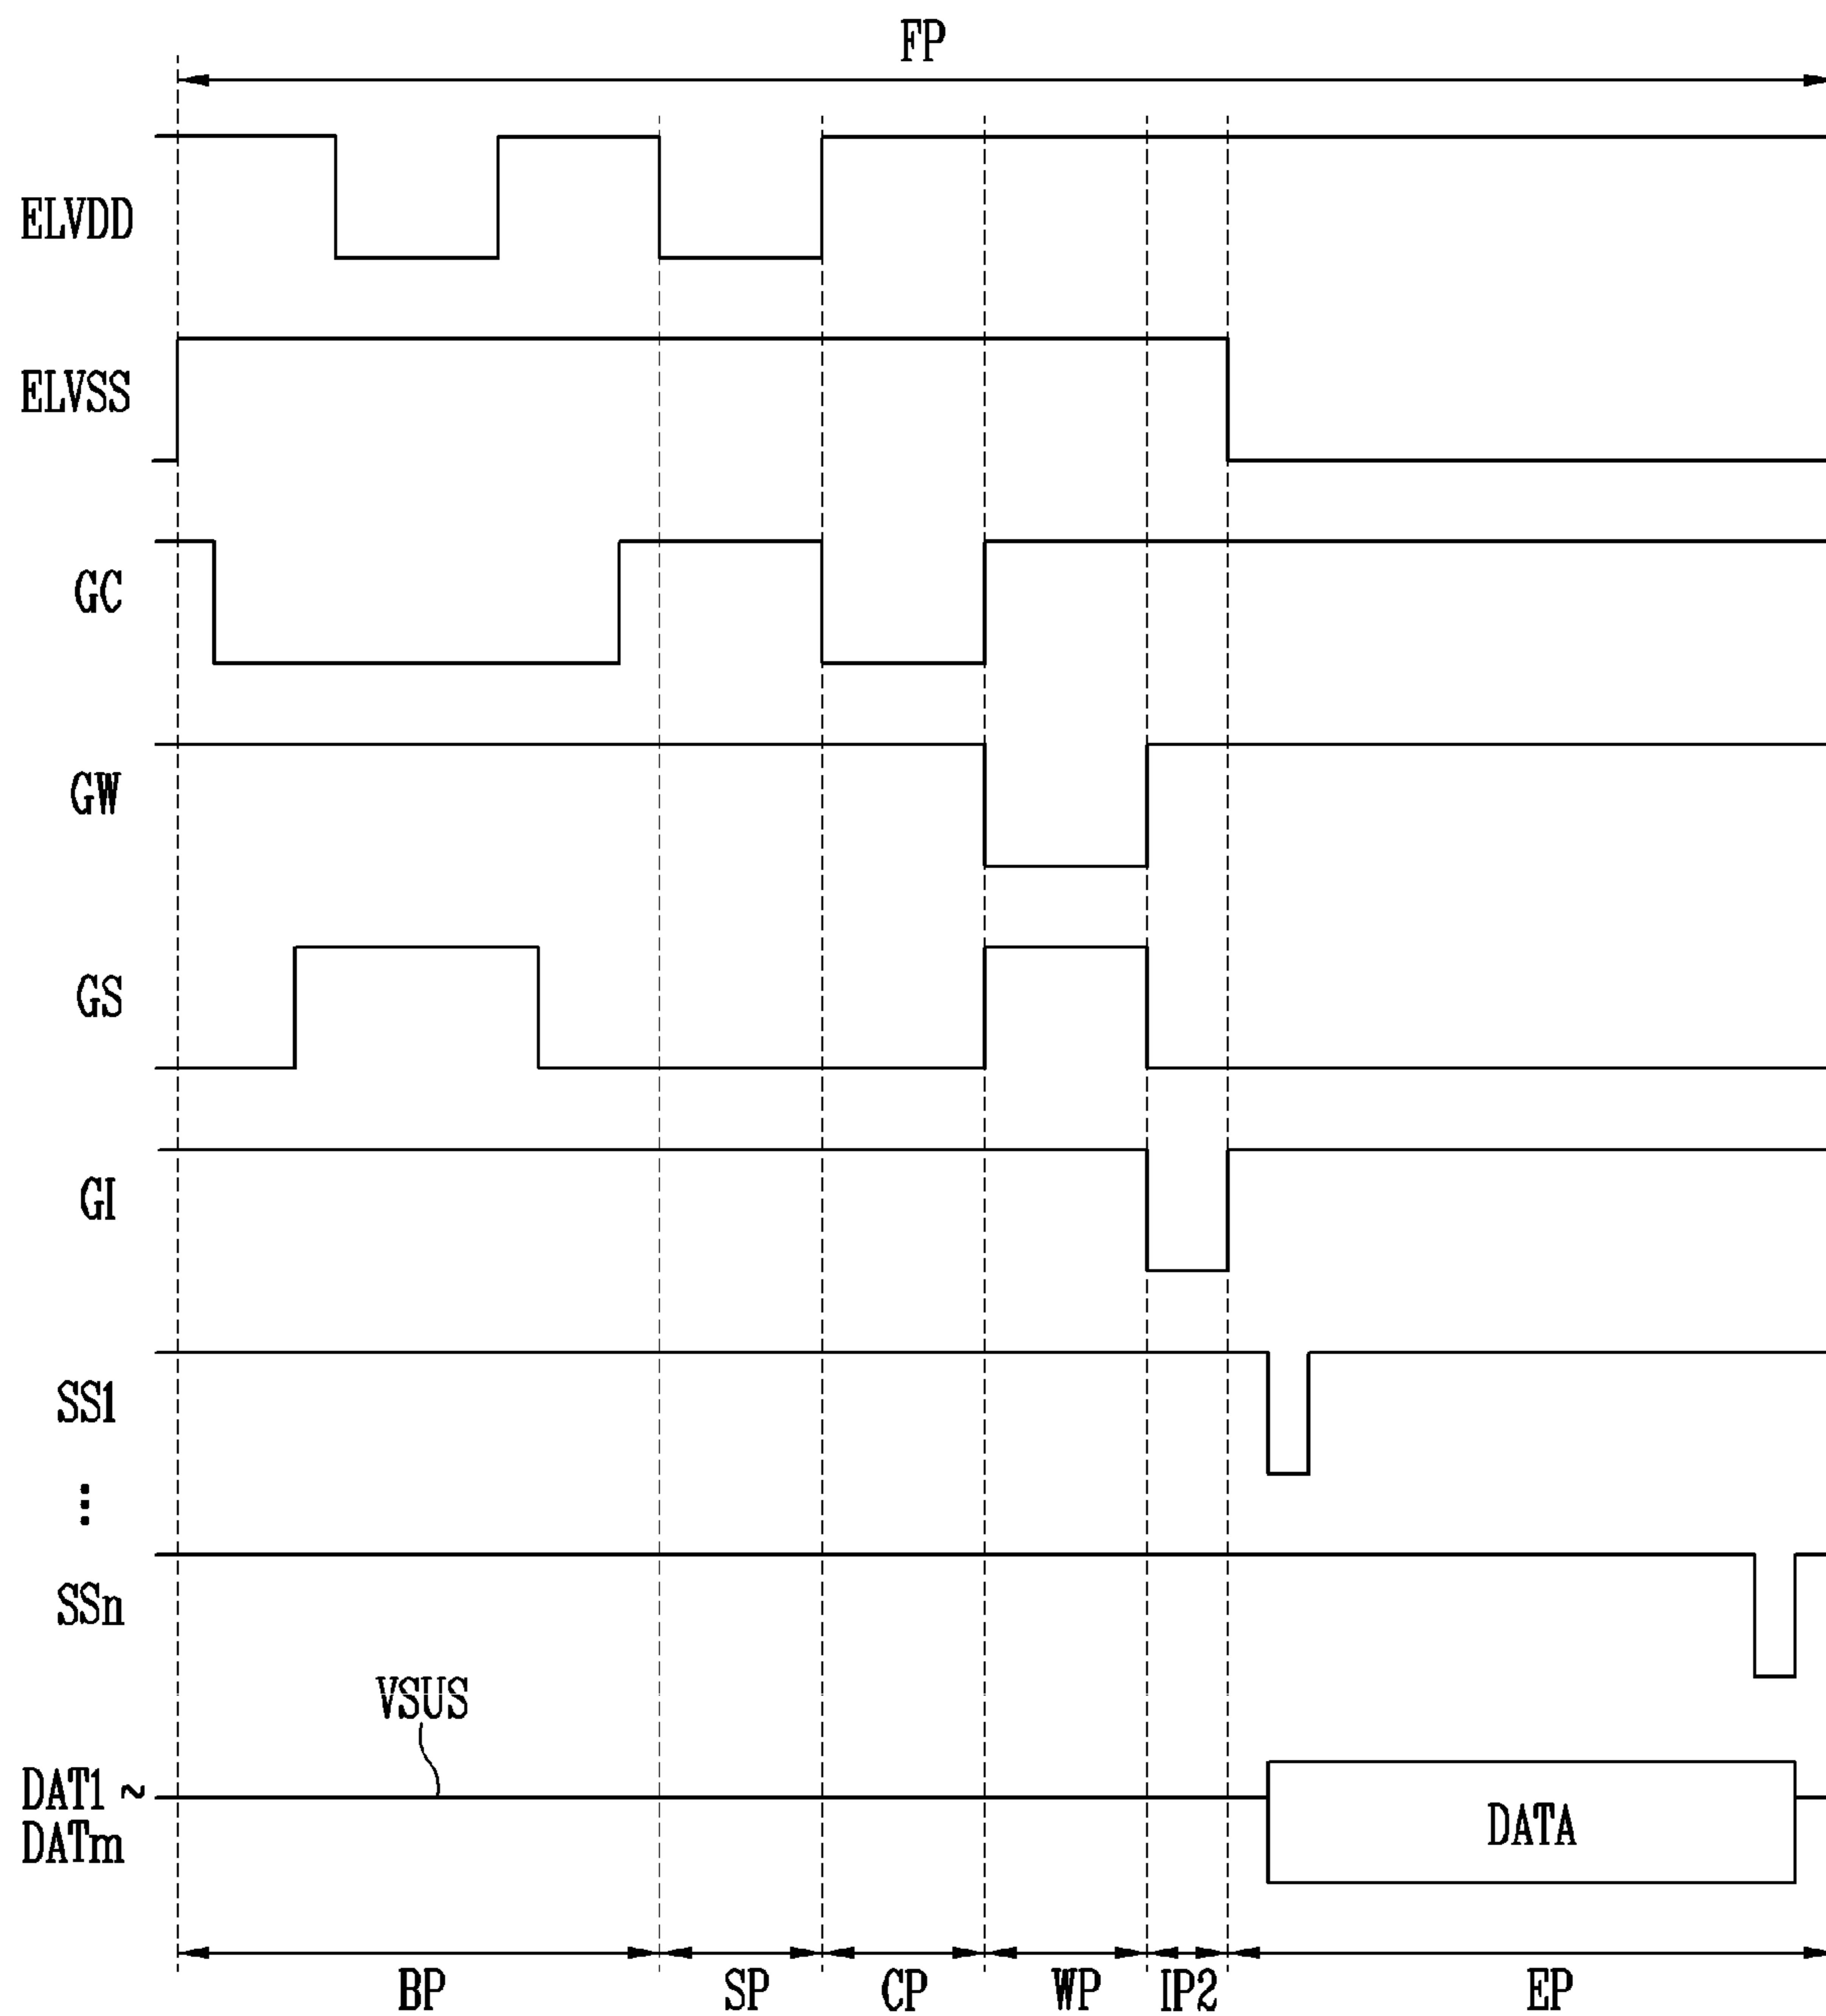 FP
ELVDD
ELVSS
GC
GW
GS
GI
SS1
⋮
SSn
VSUS
DAT1 ~
DATm
DATA
BP SP CP WP IP2 EP